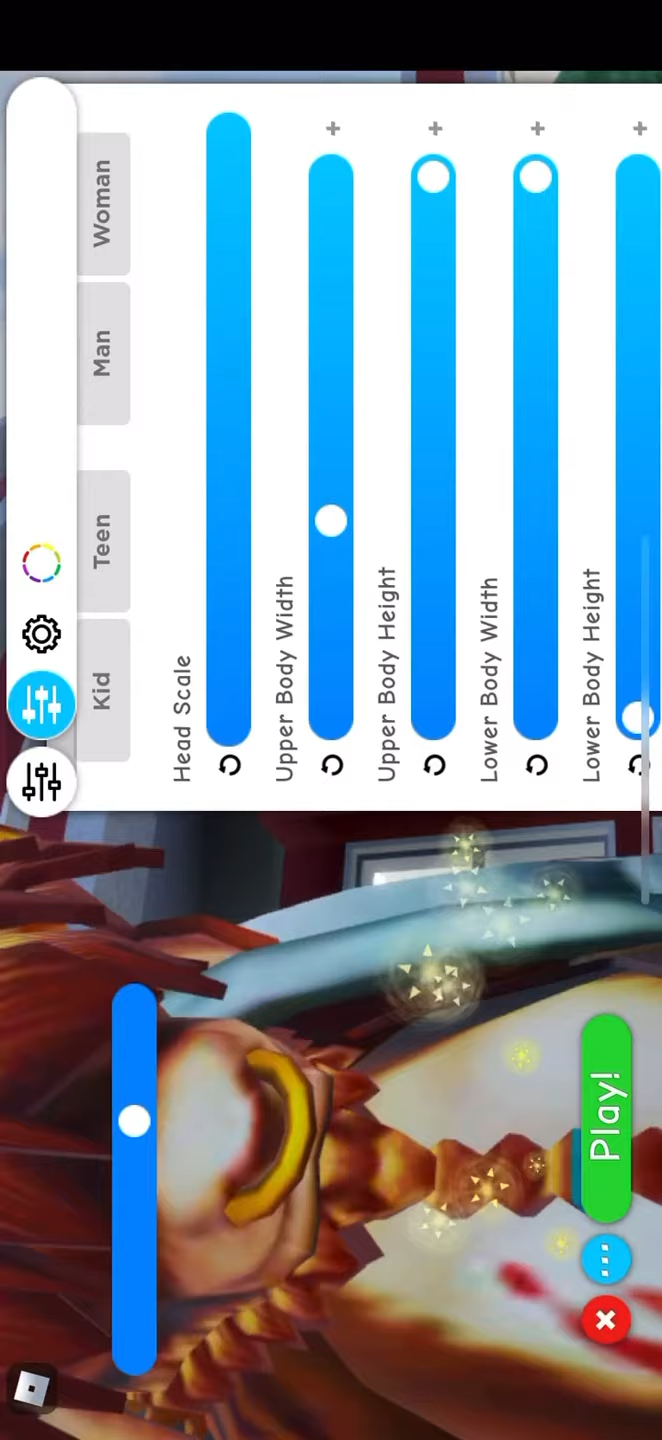 Kid
Teen
Man
Woman
Head Scale
Upper Body Width
+
Upper Body Height
+
Lower Body Width
+
Lower Body Height
+
Play!
...